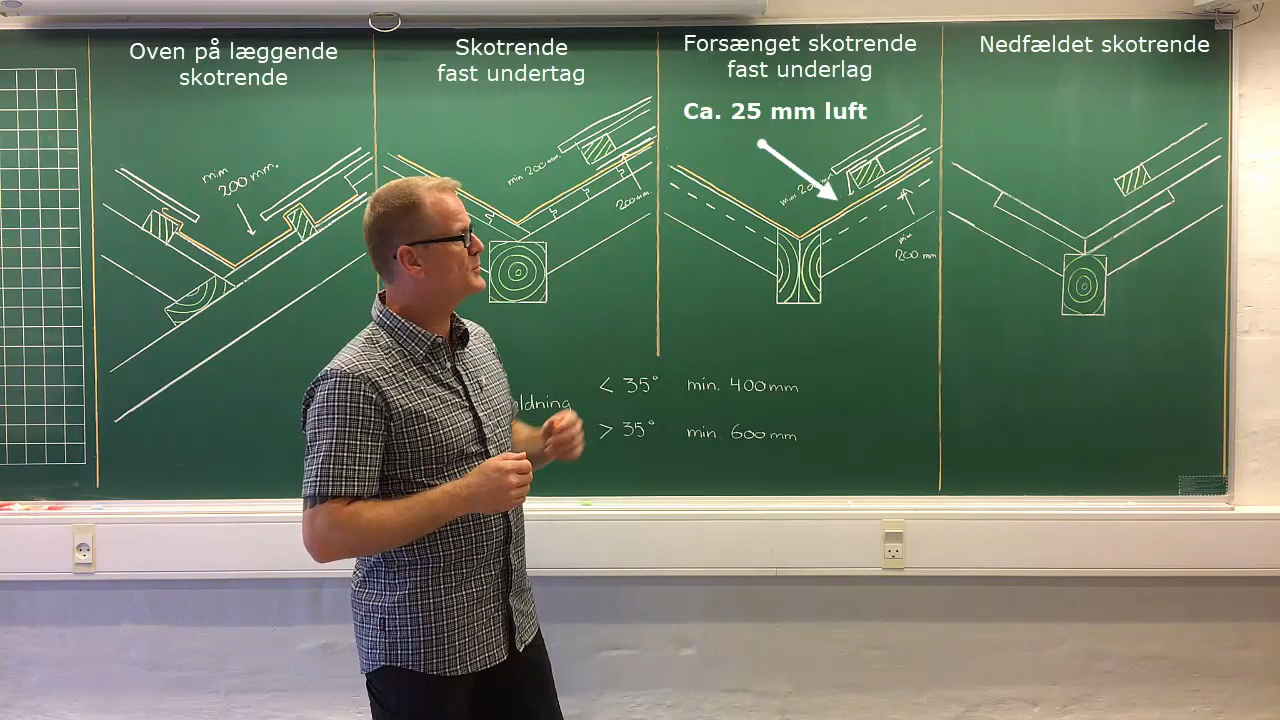 Oven på læggende
skotrende
Skotrende
fast undertag
Forsænget skotrende
fast underlag
Nedfældet skotrende
Ca. 25 mm luft
min
200 mm.
min 200 mm.
200 mm.
min
min
200 mm
< 35° min. 400 mm
> 35° min. 600 mm